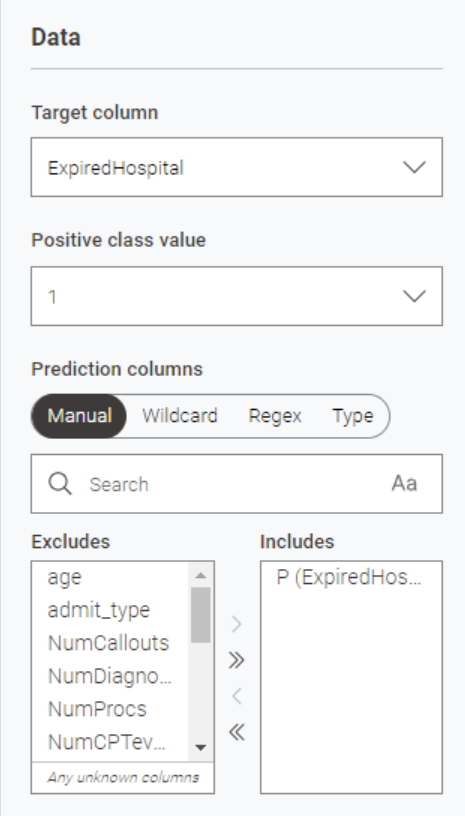 Data
Target column
ExpiredHospital
Positive class value
1
Prediction columns
Manual Wildcard Regex Type
Search Aa
Excludes Includes
age P (ExpiredHos...
admit_type
NumCallouts
NumDiagno...
NumProcs
NumCPTev...
Any unknown columns